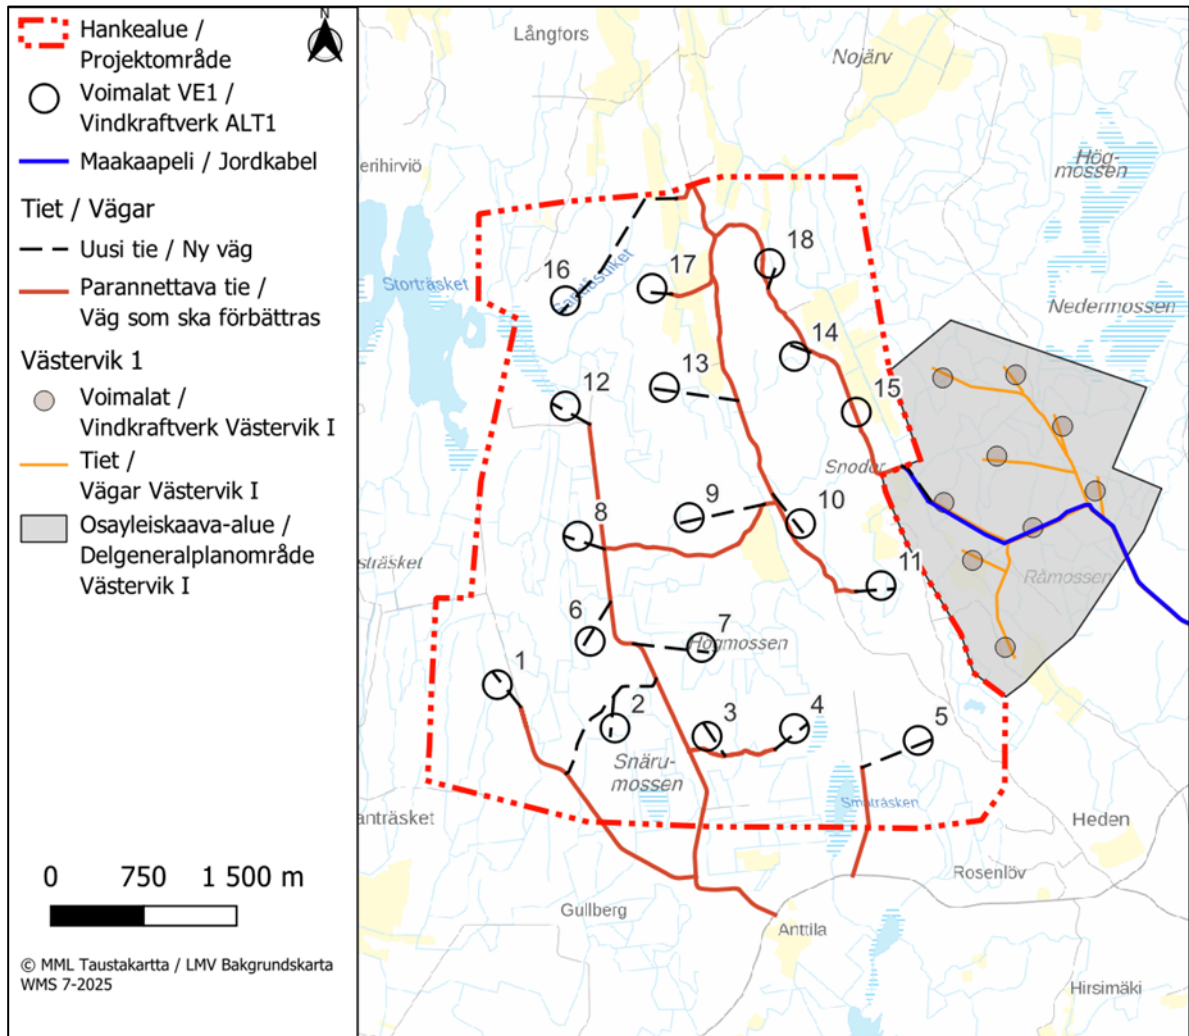 Hankealue /
Projektområde
N
Voimalat VE1 /
Vindkraftverk ALT1
Maakaapeli / Jordkabel
Tiet / Vägar
Uusi tie / Ny väg
Parannettava tie /
Väg som ska förbättras
Västervik 1
Voimalat /
Vindkraftverk Västervik I
Tiet /
Vägar Västervik I
Osayleiskaava-alue /
Delgeneralplanområde
Västervik I
0 750 1 500 m
© MML Taustakartta / LMV Bakgrundskarta
WMS 7-2025
Långfors
Nojärv
Hög-
mossen
erihirviö
18
16
17
Storträsket
Nedermossen
14
13
12
15
Snoder
9
10
8
sträsket
11
Råmossen
6
7
Högmossen
1
2
3
4
5
Snäru-
mossen
Småträsken
anträsket
Heden
Rosenlöv
Gullberg
Anttila
Hirsimäki